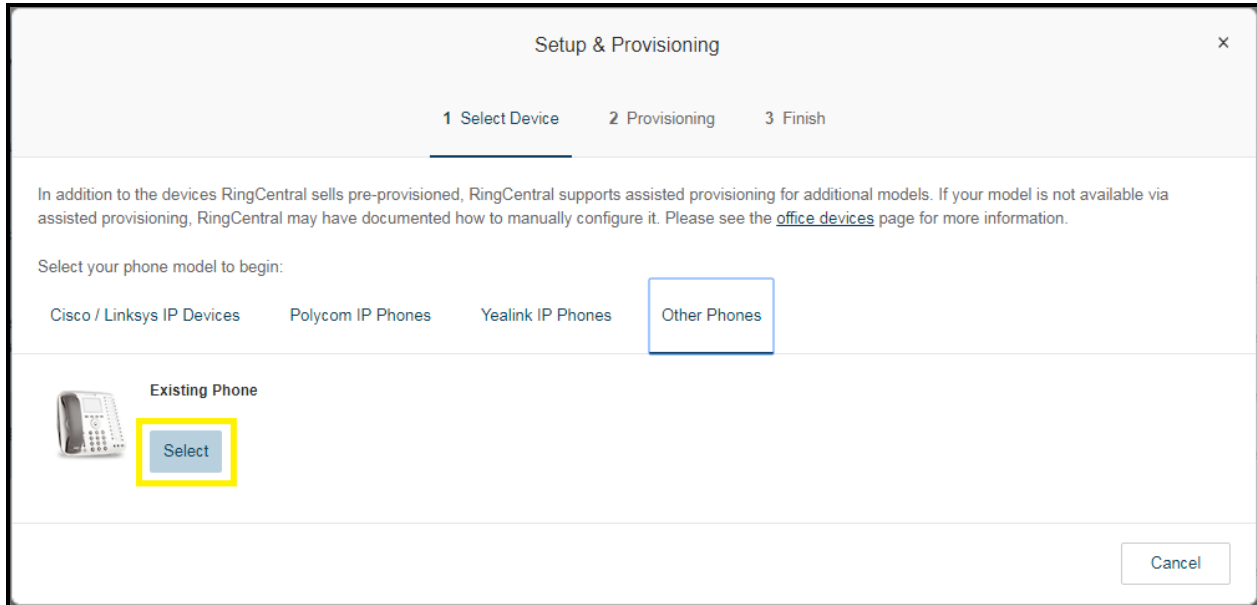 Setup & Provisioning
×
1 Select Device 2 Provisioning 3 Finish
In addition to the devices RingCentral sells pre-provisioned, RingCentral supports assisted provisioning for additional models. If your model is not available via
assisted provisioning, RingCentral may have documented how to manually configure it. Please see the office devices page for more information.
Select your phone model to begin:
Cisco / Linksys IP Devices Polycom IP Phones Yealink IP Phones Other Phones
Existing Phone
Select
Cancel